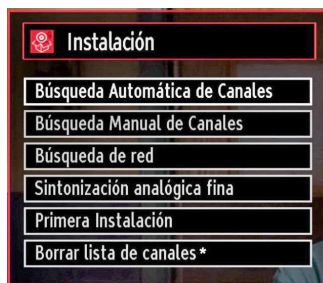 Instalación
Búsqueda Automática de Canales
Búsqueda Manual de Canales
Búsqueda de red
Sintonización analógica fina
Primera Instalación
Borrar lista de canales*